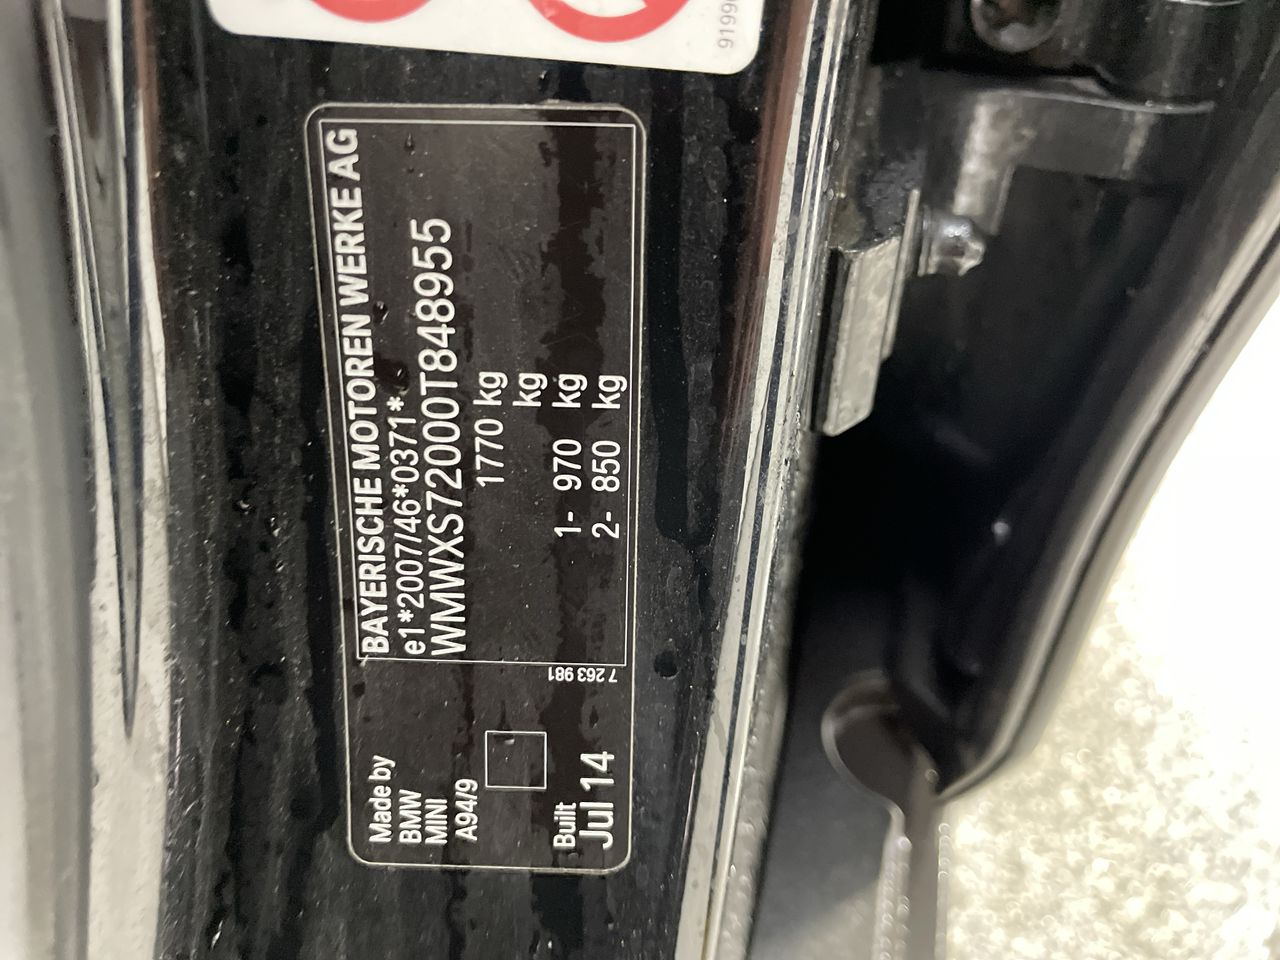 BAYERISCHE MOTOREN WERKE AG
e1*2007/46*0371*
WMWXS72000T848955
1770 kg
kg
1- 970 kg
2- 850 kg
7 263 981
Made by
BMW
MINI
A94/9
Built
Jul 14